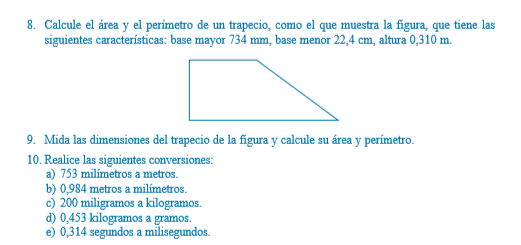 8. Calcule el área y el perímetro de un trapecio, como el que muestra la figura, que tiene las
siguientes características: base mayor 734 mm, base menor 22,4 cm, altura 0,310 m.
9. Mida las dimensiones del trapecio de la figura y calcule su área y perímetro.
10. Realice las siguientes conversiones:
a) 753 milímetros a metros.
b) 0,984 metros a milímetros.
c) 200 miligramos a kilogramos.
d) 0,453 kilogramos a gramos.
e) 0,314 segundos a milisegundos.